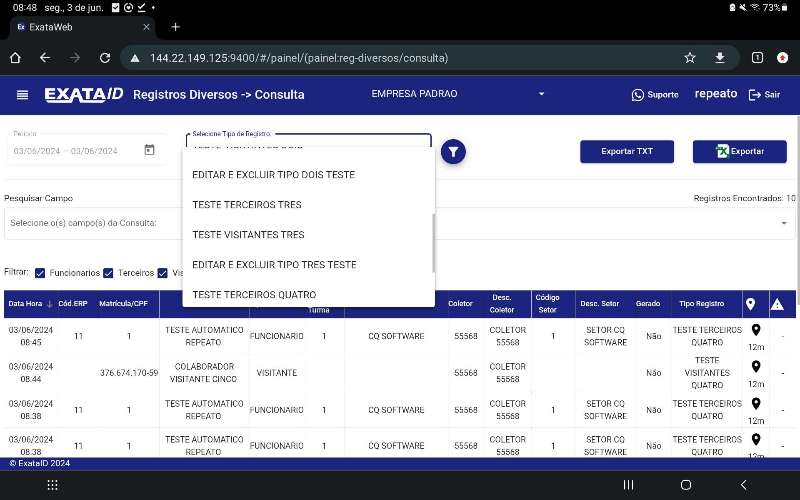 08:48 seg., 3 de jun.
73%
ExataWeb
144.22.149.125:9400/#/painel/(painel:reg-diversos/consulta)
1
EXATA ID Registros Diversos -> Consulta EMPRESA PADRAO Suporte repeato Sair
Período
03/06/2024 – 03/06/2024
Selecione Tipo de Registro:
EDITAR E EXCLUIR TIPO DOIS TESTE
TESTE TERCEIROS TRES
TESTE VISITANTES TRES
EDITAR E EXCLUIR TIPO TRES TESTE
TESTE TERCEIROS QUATRO
Exportar TXT Exportar
Pesquisar Campo Registros Encontrados: 10
Selecione o(s) campo(s) da Consulta:
Filtrar: Funcionarios Terceiros Vis
Data Hora Cód.ERP Matrícula/CPF Turma Coletor Desc. Coletor Código Setor Desc. Setor Gerado Tipo Registro
03/06/2024 08:45 11 1 TESTE AUTOMATICO REPEATO FUNCIONARIO 1 CQ SOFTWARE 55568 COLETOR 55568 1 SETOR CQ SOFTWARE Não TESTE TERCEIROS QUATRO 12m -
03/06/2024 08:44 376.674.170-59 COLABORADOR VISITANTE CINCO VISITANTE 55568 COLETOR 55568 Não TESTE VISITANTES QUATRO 12m -
03/06/2024 08:38 11 1 TESTE AUTOMATICO REPEATO FUNCIONARIO 1 CQ SOFTWARE 55568 COLETOR 55568 1 SETOR CQ SOFTWARE Não TESTE TERCEIROS QUATRO 12m -
03/06/2024 08:38 11 1 TESTE AUTOMATICO REPEATO FUNCIONARIO 1 CQ SOFTWARE 55568 COLETOR 55568 1 SETOR CQ SOFTWARE Não TESTE TERCEIROS QUATRO 12m -
© ExataID 2024